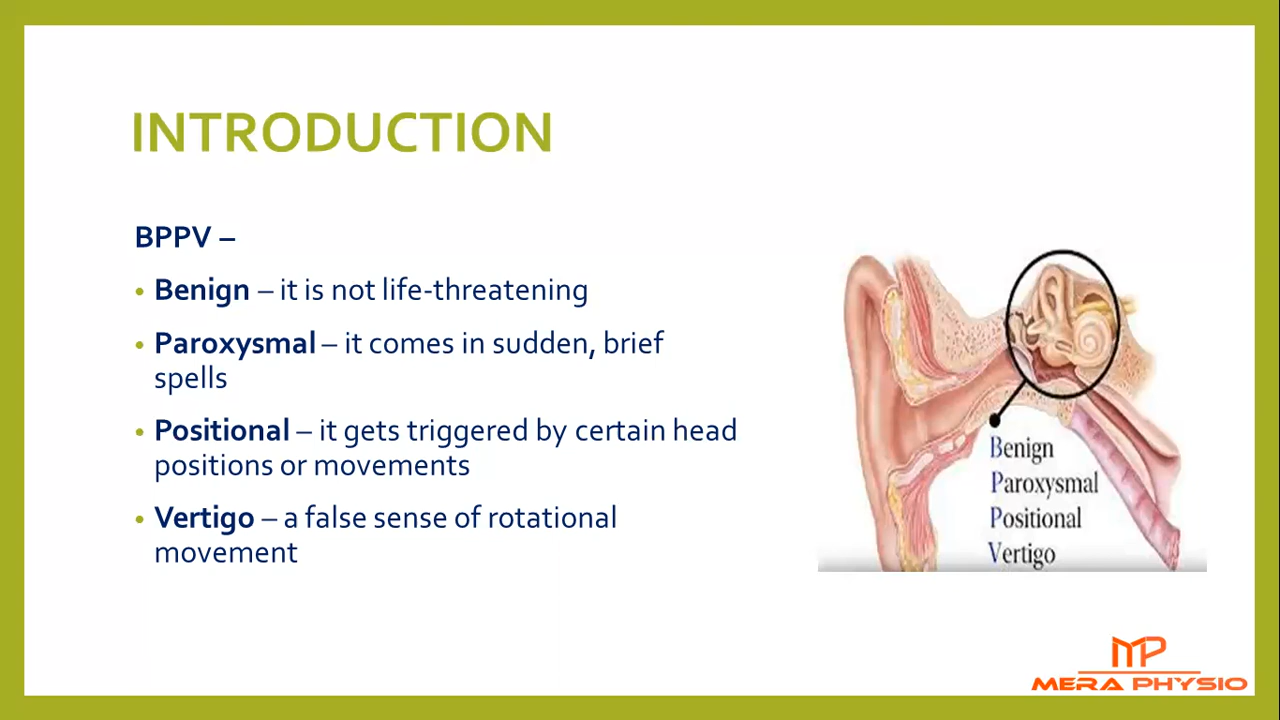 INTRODUCTION
BPPV –
• Benign – it is not life-threatening
• Paroxysmal – it comes in sudden, brief
spells
• Positional – it gets triggered by certain head
positions or movements
• Vertigo – a false sense of rotational
movement
Benign
Paroxysmal
Positional
Vertigo
MP
MERA PHYSIO